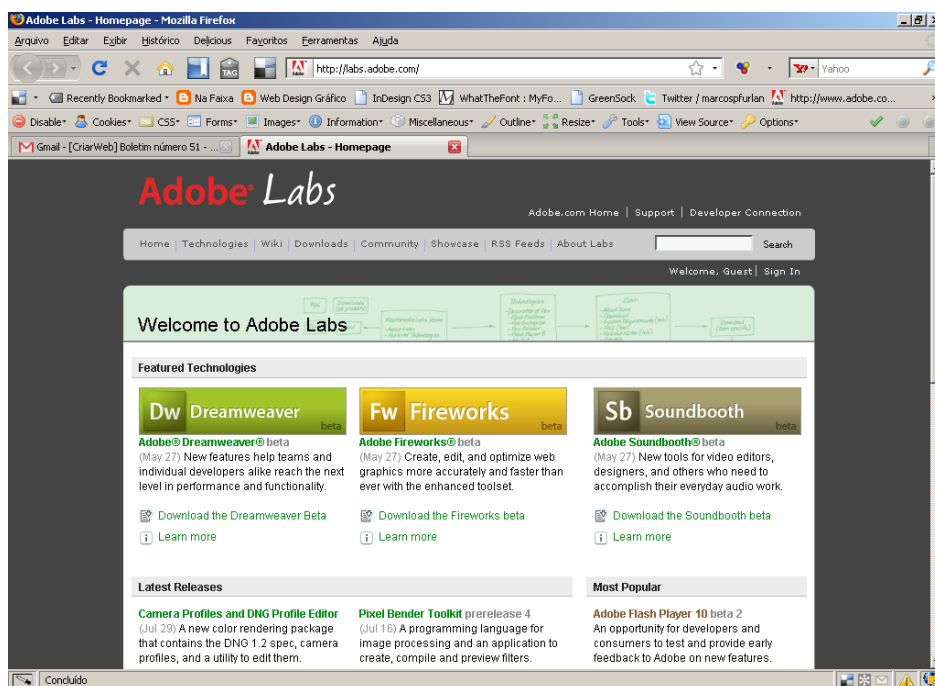 Adobe Labs - Homepage - Mozilla Firefox
Arquivo Editar Exibir Histórico Delicious Favoritos Ferramentas Ajuda
TAG http://labs.adobe.com/ Yahoo
Recently Bookmarked Na Faixa Web Design Gráfico InDesign CS3 WhatTheFont : MyFo... GreenSock Twitter / marcospfurlan http://www.adobe.co...
Disable Cookies CSS Forms Images Information Miscellaneous Outline Resize Tools View Source Options
Gmail - [CriarWeb] Boletim número 51 - ... Adobe Labs - Homepage
Adobe Labs
Adobe.com Home | Support | Developer Connection
Home | Technologies | Wiki | Downloads | Community | Showcase | RSS Feeds | About Labs Search
Welcome, Guest | Sign In
Welcome to Adobe Labs
Featured Technologies
Dw Dreamweaver beta
Adobe® Dreamweaver® beta
(May 27) New features help teams and
individual developers alike reach the next
level in performance and functionality.
Download the Dreamweaver Beta
Learn more
Fw Fireworks beta
Adobe Fireworks® beta
(May 27) Create, edit, and optimize web
graphics more accurately and faster than
ever with the enhanced toolset.
Download the Fireworks beta
Learn more
Sb Soundbooth beta
Adobe Soundbooth® beta
(May 27) New tools for video editors,
designers, and others who need to
accomplish their everyday audio work.
Download the Soundbooth beta
Learn more
Latest Releases
Camera Profiles and DNG Profile Editor
(Jul 29) A new color rendering package
that contains the DNG 1.2 spec, camera
profiles, and a utility to edit them.
Pixel Bender Toolkit prerelease 4
(Jul 16) A programming language for
image processing and an application to
create, compile and preview filters.
Most Popular
Adobe Flash Player 10 beta 2
An opportunity for developers and
consumers to test and provide early
feedback to Adobe on new features.
Concluído